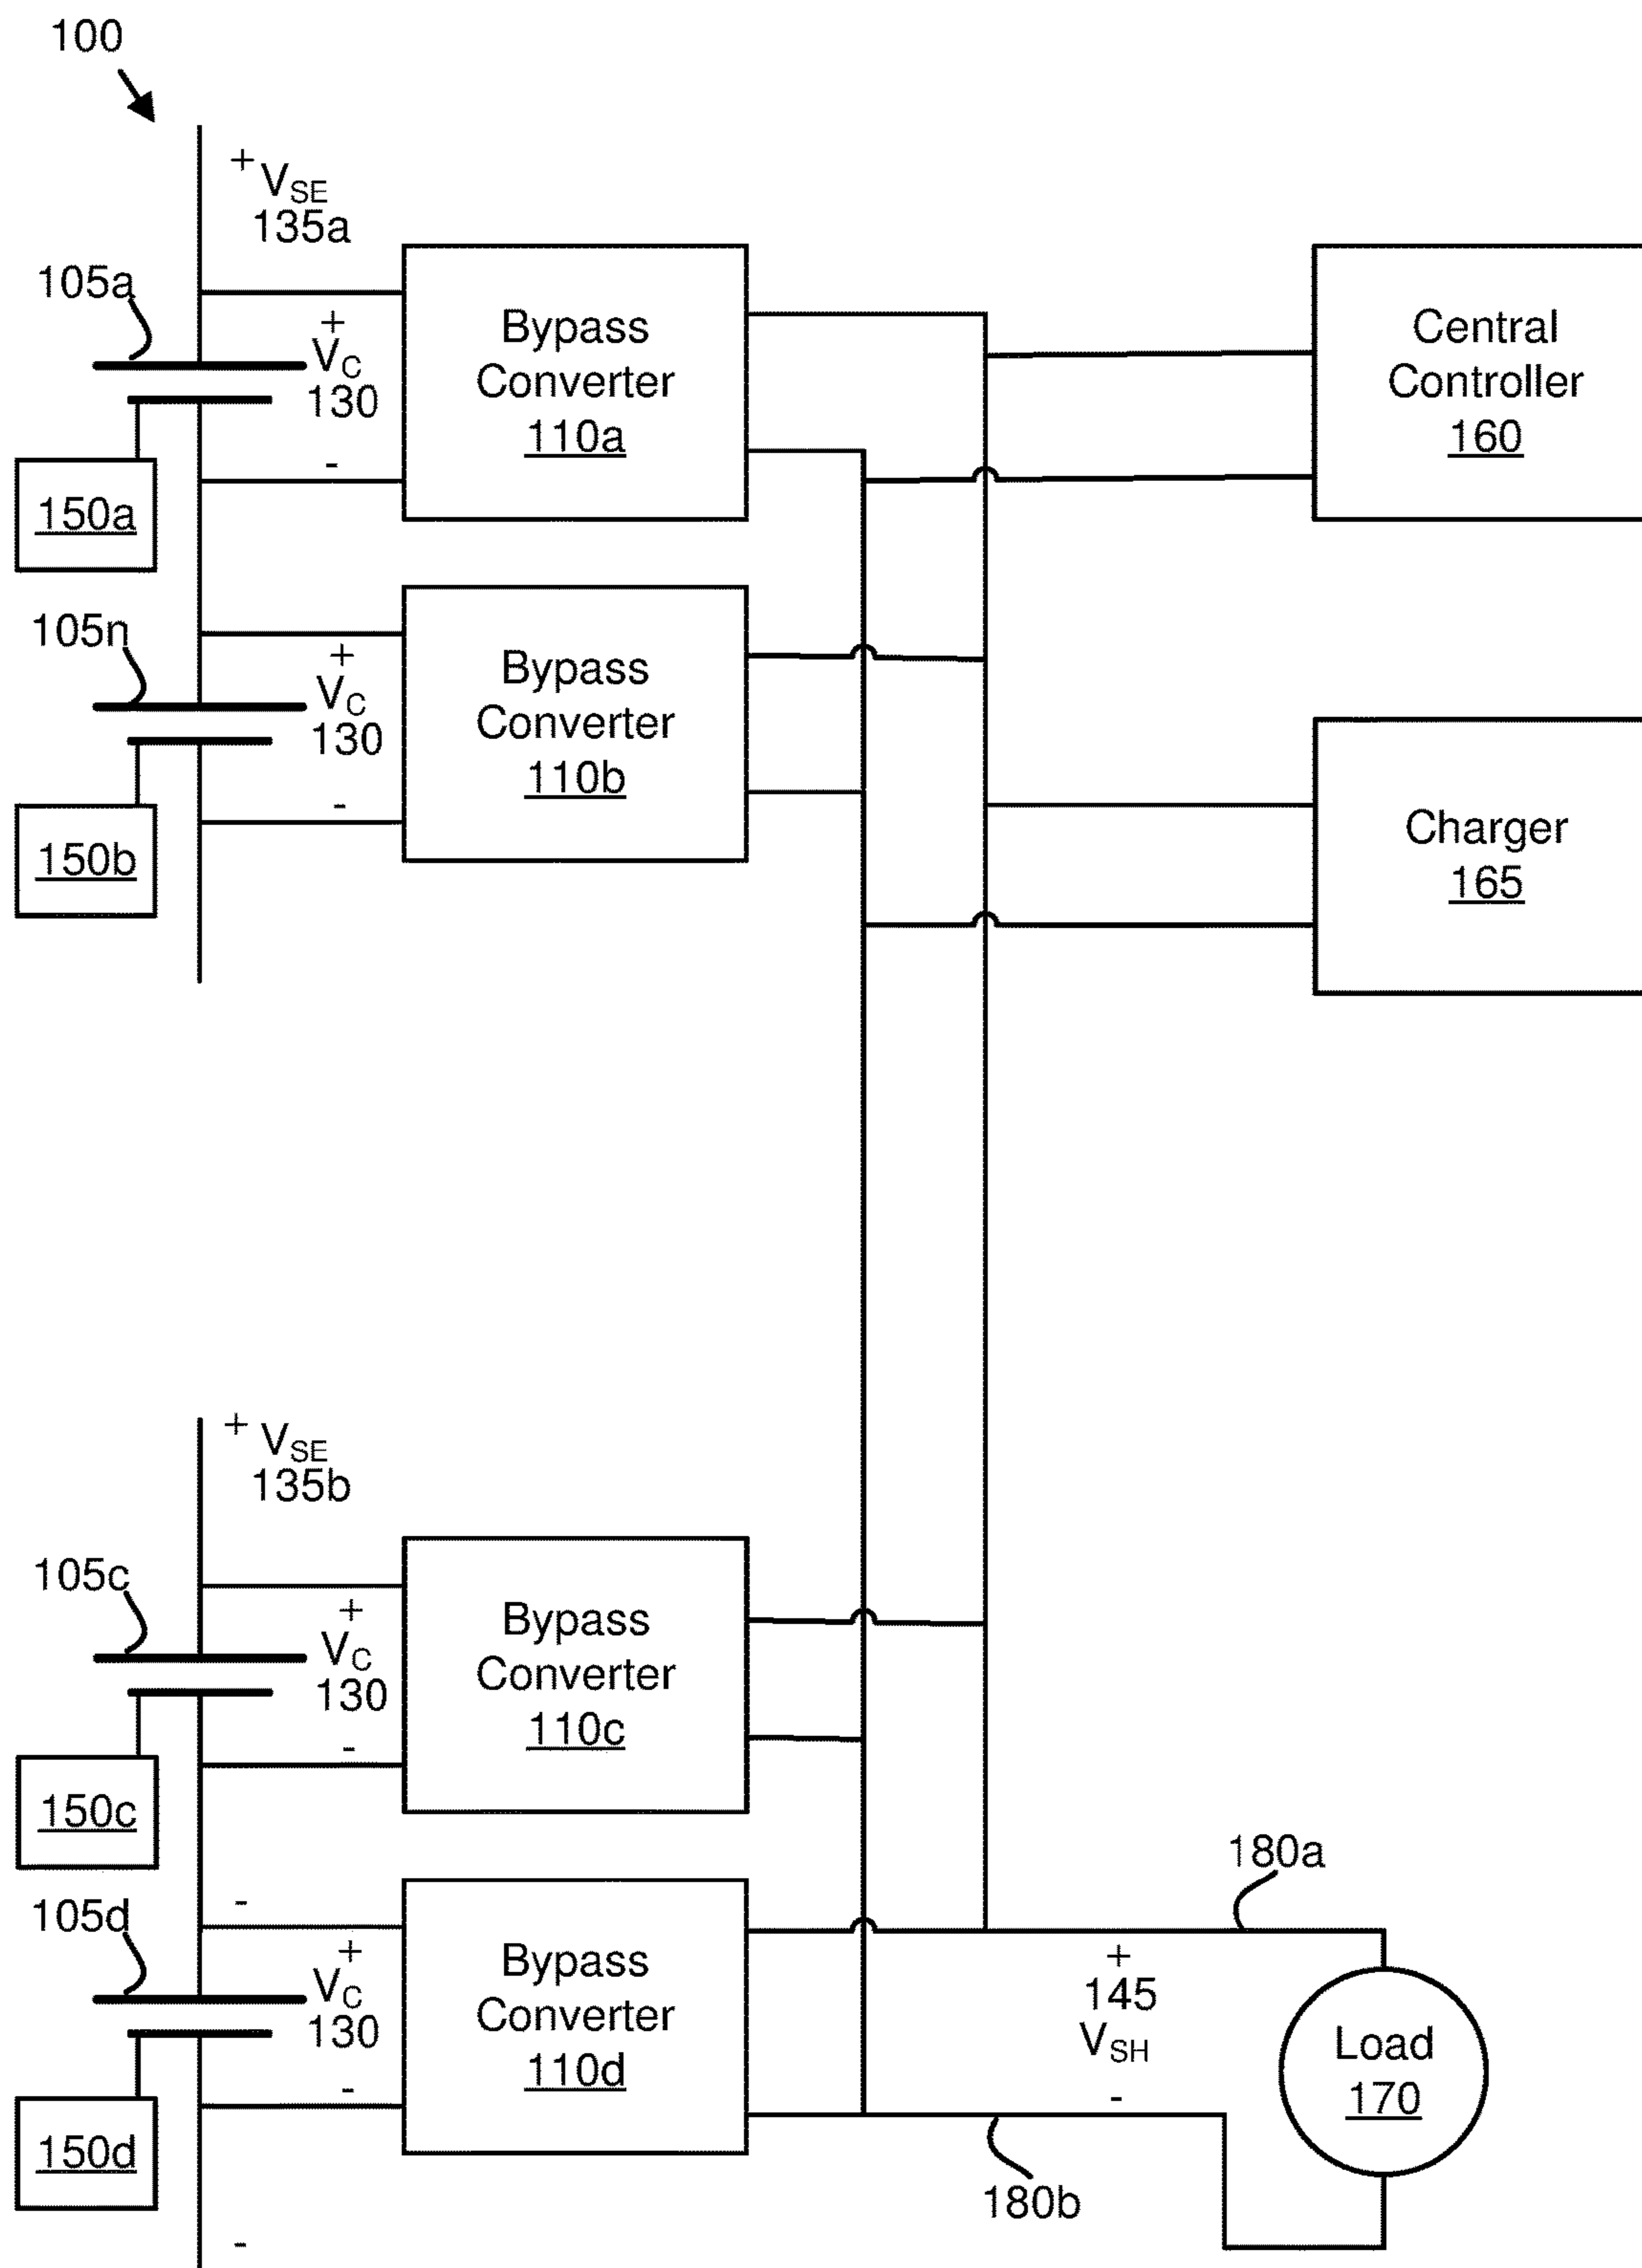 100
+ VSE
135a
105a
+
VC
130
-
150a
Bypass
Converter
110a
Central
Controller
160
105n
+
VC
130
-
150b
Bypass
Converter
110b
Charger
165
+ VSE
135b
105c
+
VC
130
-
150c
Bypass
Converter
110c
-
105d
+
VC
130
-
150d
-
Bypass
Converter
110d
180a
+
145
VSH
-
Load
170
180b